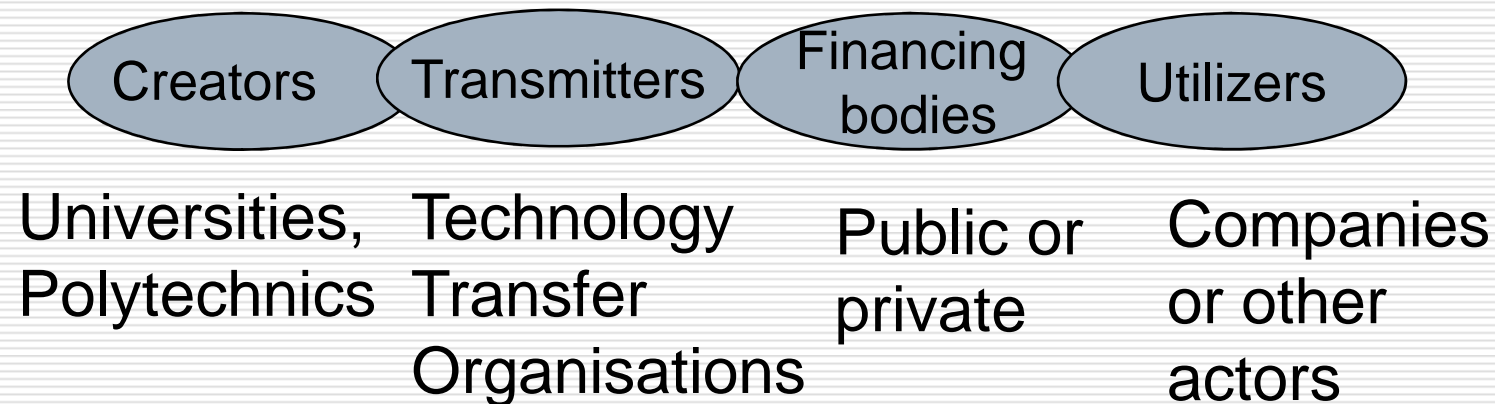 Creators
Transmitters
Financing
bodies
Utilizers
Universities,
Polytechnics
Technology
Transfer
Organisations
Public or
private
Companies
or other
actors